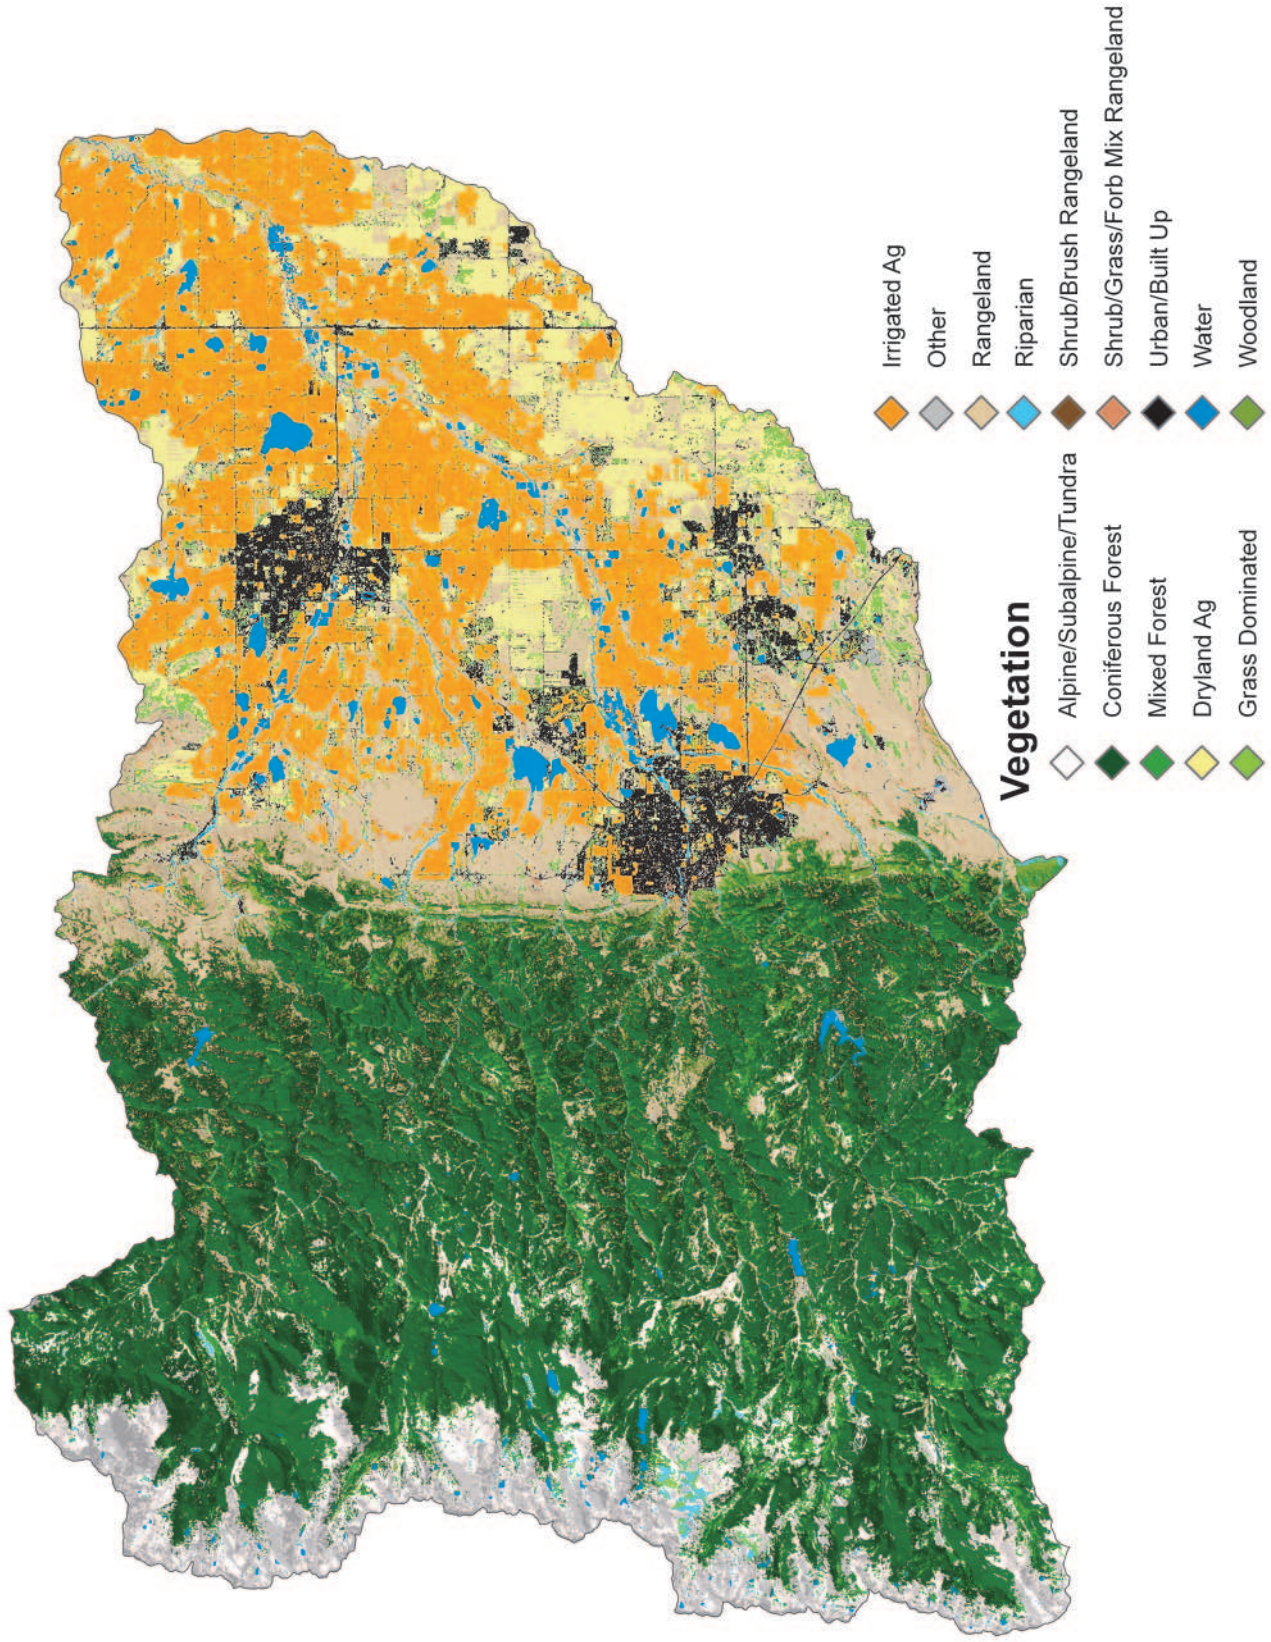 Vegetation
Alpine/Subalpine/Tundra
Coniferous Forest
Mixed Forest
Dryland Ag
Grass Dominated
Irrigated Ag
Other
Rangeland
Riparian
Shrub/Brush Rangeland
Shrub/Grass/Forb Mix Rangeland
Urban/Built Up
Water
Woodland